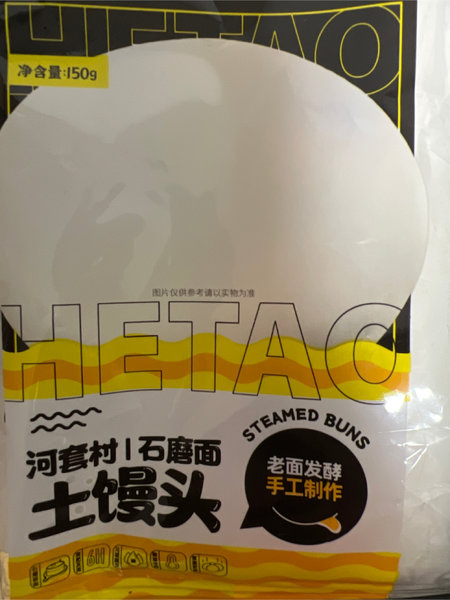 HETAO
净含量:150g
图片仅供参考请以实物为准
HETAO
STEAMED BUNS
河套村|石磨面
土馒头
老面发酵
手工制作
6H